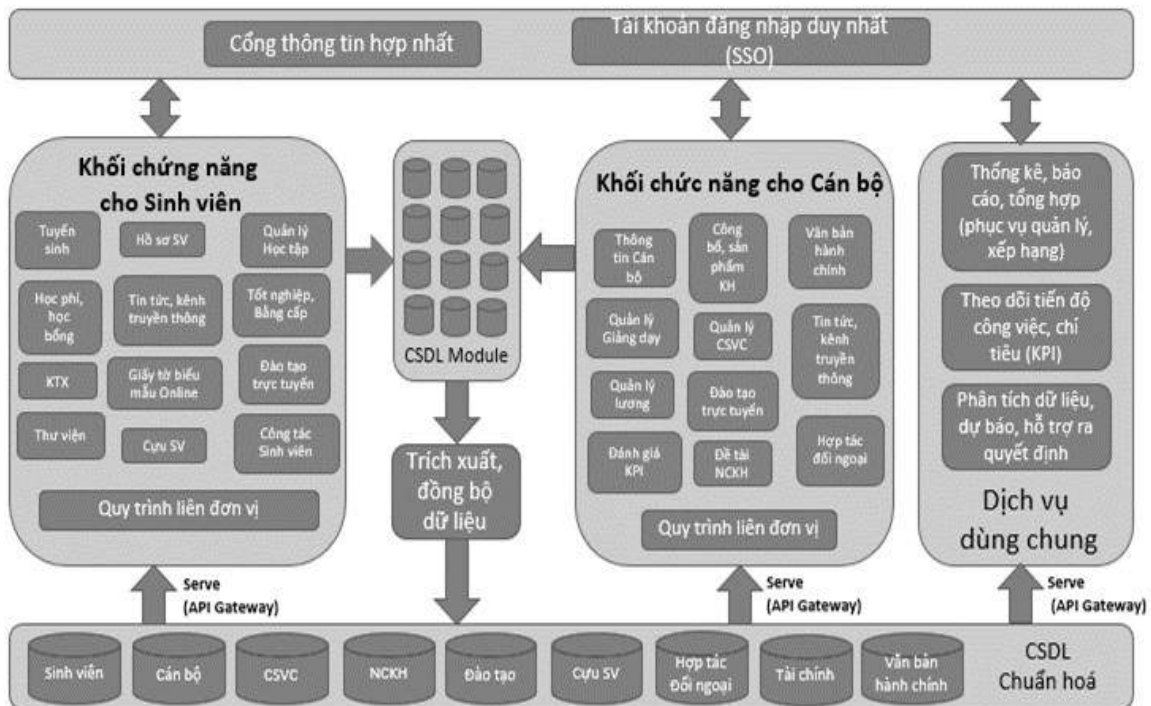 Cổng thông tin hợp nhất
Tài khoản đăng nhập duy nhất
(SSO)
Khối chứng năng
cho Sinh viên
Tuyển
sinh
Hồ sơ SV
Quản lý
Học tập
Học phí,
học
bổng
Tin tức, kênh
truyền thông
Tốt nghiệp,
Bằng cấp
KTX
Giấy tờ biểu
mẫu Online
Đào tạo
trực tuyến
Thư viện
Cựu SV
Công tác
Sinh viên
Quy trình liên đơn vị
CSDL Module
Trích xuất,
đồng bộ
dữ liệu
Khối chức năng cho Cán bộ
Thông
tin Cán
bộ
Công
bố, sản
phẩm
KH
Văn bản
hành
chính
Quản lý
Giảng dạy
Quản lý
CSVC
Tin tức,
kênh
truyền
thông
Quản lý
lương
Đào tạo
trực tuyến
Đánh giá
KPI
Đề tài
NCKH
Hợp tác
đối ngoại
Quy trình liên đơn vị
Thống kê, báo
cáo, tổng hợp
(phục vụ quản lý,
xếp hạng)
Theo dõi tiến độ
công việc, chỉ
tiêu (KPI)
Phân tích dữ liệu,
dự báo, hỗ trợ ra
quyết định
Dịch vụ
dùng chung
Serve
(API Gateway)
Serve
(API Gateway)
Serve
(API Gateway)
Sinh viên
Cán bộ
CSVC
NCKH
Đào tạo
Cựu SV
Hợp tác
Đối ngoại
Tài chính
Văn bản
hành chính
CSDL
Chuẩn hoá